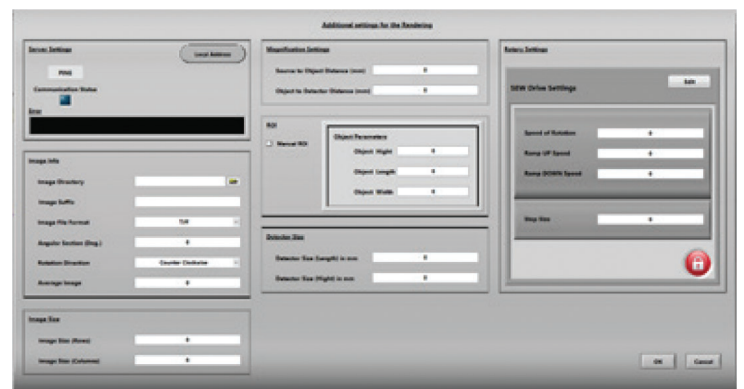 Additional settings for the Rendering
Server Settings
Local Address
PING
Communication Status
Error
Image Info
Image Directory
Image Suffix
Image File Format
Tiff
Angular Section (Deg.)
0
Rotation Direction
Counter Clockwise
Average Image
0
Image Size
Image Size (Rows)
0
Image Size (Columns)
0
Magnification Settings
Source to Object Distance (mm)
0
Object to Detector Distance (mm)
0
ROI
Manual ROI
Object Parameters
Object Hight
0
Object Length
0
Object Width
0
Detector Size
Detector Size (Length) in mm
0
Detector Size (Hight) in mm
0
Rotary Settings
SEW Drive Settings
Edit
Speed of Rotation
0
Ramp UP Speed
0
Ramp DOWN Speed
0
Step Size
0
OK
Cancel